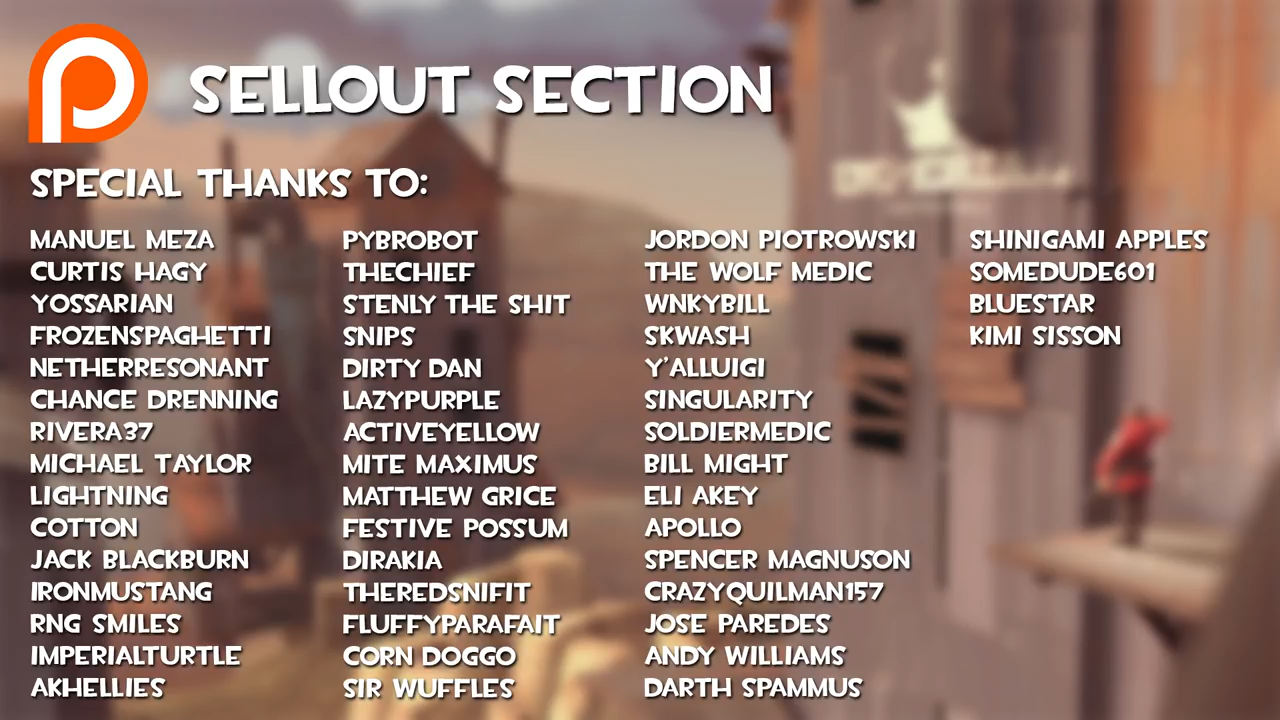 SELLOUT SECTION
SPECIAL THANKS TO:
MANUEL MEZA
CURTIS HAGY
YOSSARIAN
FROZENSPAGHETTI
NETHERRESONANT
CHANCE DRENNING
RIVERA37
MICHAEL TAYLOR
LIGHTNING
COTTON
JACK BLACKBURN
IRONMUSTANG
RNG SMILES
IMPERIALTURTLE
AKHELLIES
PYBROBOT
THECHIEF
STENLY THE SHIT
SNIPS
DIRTY DAN
LAZYPURPLE
ACTIVEYELLOW
MITE MAXIMUS
MATTHEW GRICE
FESTIVE POSSUM
DIRAKIA
THEREDSNIFIT
FLUFFYPARAFAIT
CORN DOGGO
SIR WUFFLES
JORDON PIOTROWSKI
THE WOLF MEDIC
WNKYBILL
SKWASH
Y'ALLUIGI
SINGULARITY
SOLDIERMEDIC
BILL MIGHT
ELI AKEY
APOLLO
SPENCER MAGNUSON
CRAZYQUILMAN157
JOSE PAREDES
ANDY WILLIAMS
DARTH SPAMMUS
SHINIGAMI APPLES
SOMEDUDE601
BLUESTAR
KIMI SISSON